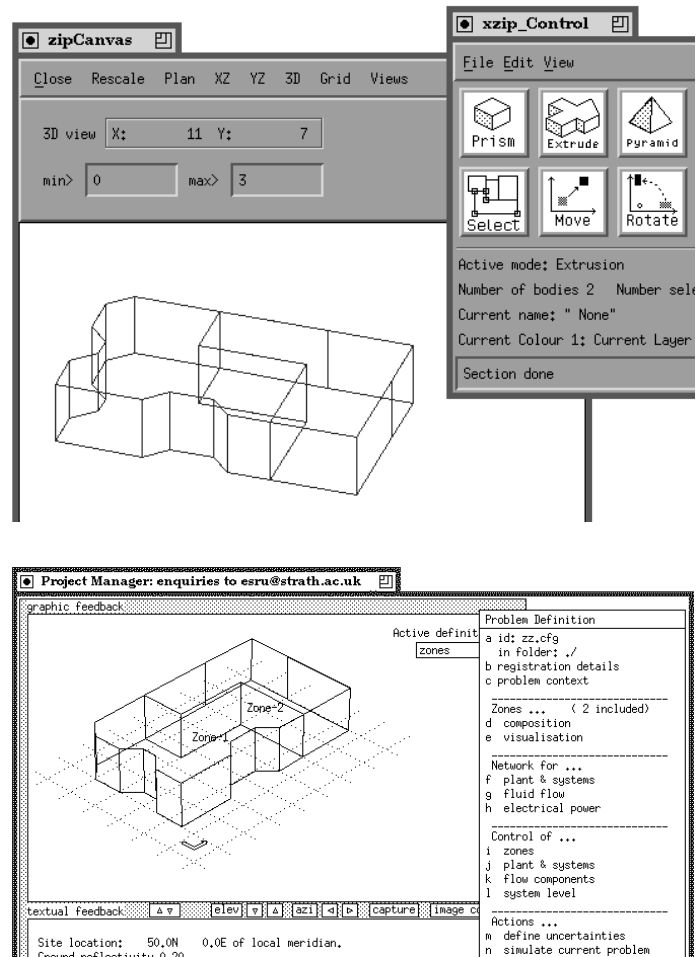 zipCanvas
Close Rescale Plan XZ YZ 3D Grid Views
3D view X: 11 Y: 7
min> 0 max> 3
xzip_Control
File Edit View
Prism Extrude Pyramid
Select Move Rotate
Active mode: Extrusion
Number of bodies 2 Number sele
Current name: " None"
Current Colour 1: Current Layer
Section done
Project Manager: enquiries to esru@strath.ac.uk
graphic feedback
Active definit
zones
Zone-2
Zone-1
Problem Definition
a id: zz.cfg
in folder: ./
b registration details
c problem context
Zones ... ( 2 included)
d composition
e visualisation
Network for ...
f plant & systems
g fluid flow
h electrical power
Control of ...
i zones
j plant & systems
k flow components
l system level
Actions ...
m define uncertainties
n simulate current problem
textual feedback elev azi capture image co
Site location: 50.0N 0.0E of local meridian.
Ground reflectivity 0.20